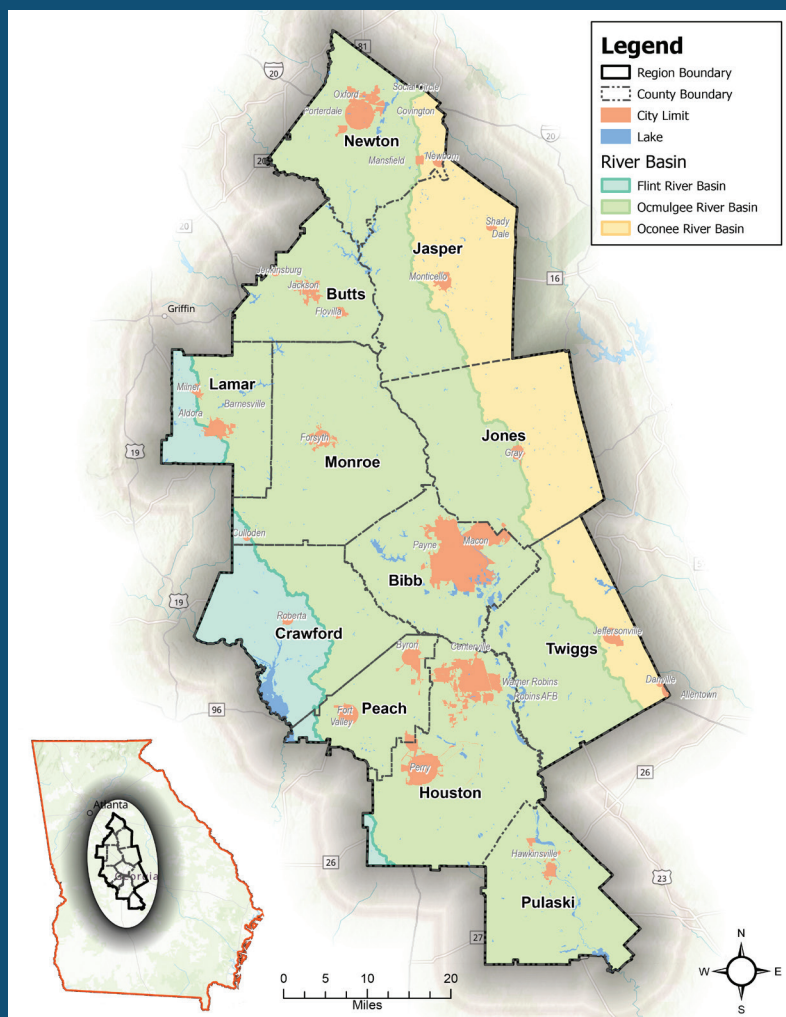 Legend
Region Boundary
County Boundary
City Limit
Lake
River Basin
Flint River Basin
Ocmulgee River Basin
Oconee River Basin
81
20
Social Circle
Oxford
Porterdale
Covington
20
Newton
Mansfield
Newborn
20
20
Shady
Dale
Jasper
Monticello
16
Jenkinsburg
Jackson
Butts
Flovilla
Griffin
Lamar
Milner
Barnesville
Aldora
19
Forsyth
Monroe
Jones
Gray
Culloden
Payne
Macon
Bibb
19
Roberta
Crawford
Jeffersonville
Twiggs
Byron
Centerville
Warner Robins
Robins AFB
Danville
Allentown
96
Peach
Fort
Valley
Perry
Houston
26
26
Hawkinsville
23
Pulaski
27
Atlanta
Georgia
0 10 20
Miles
N
W E
S